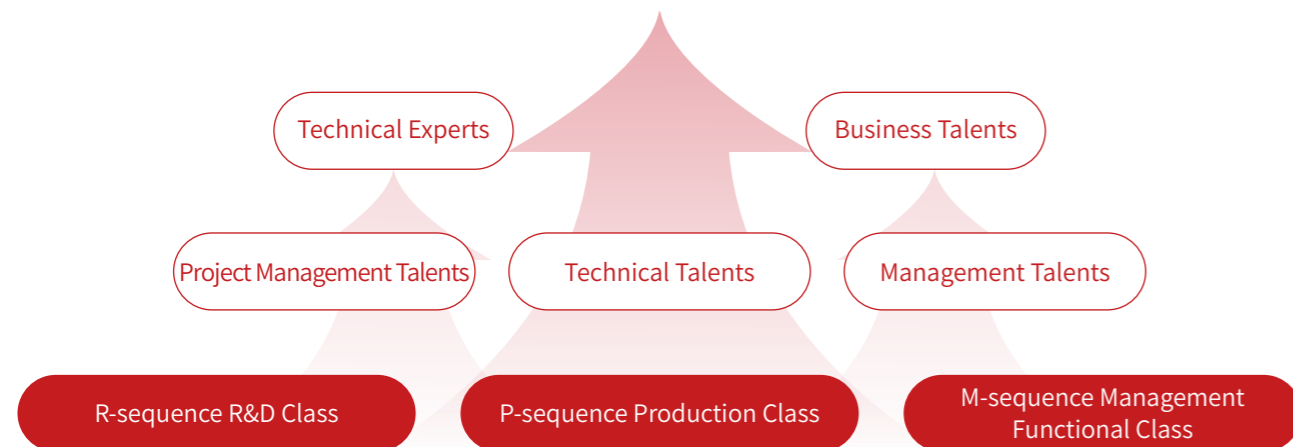 Technical Experts
Business Talents
Project Management Talents
Technical Talents
Management Talents
R-sequence R&D Class
P-sequence Production Class
M-sequence Management
Functional Class